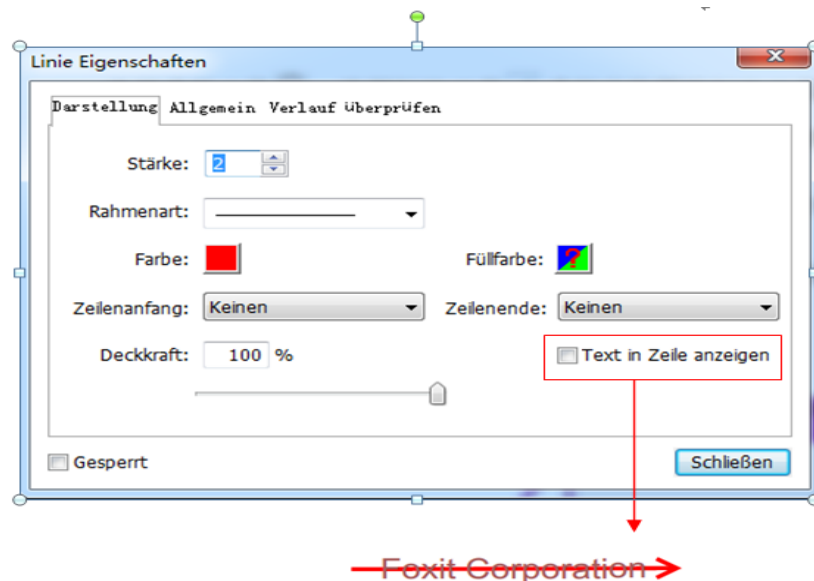 Linie Eigenschaften
Darstellung Allgemein Verlauf überprüfen
Stärke: 2
Rahmenart:
Farbe: Füllfarbe: ?
Zeilenanfang: Keinen Zeilenende: Keinen
Deckkraft: 100 % Text in Zeile anzeigen
Gesperrt Schließen
Foxit Corporation